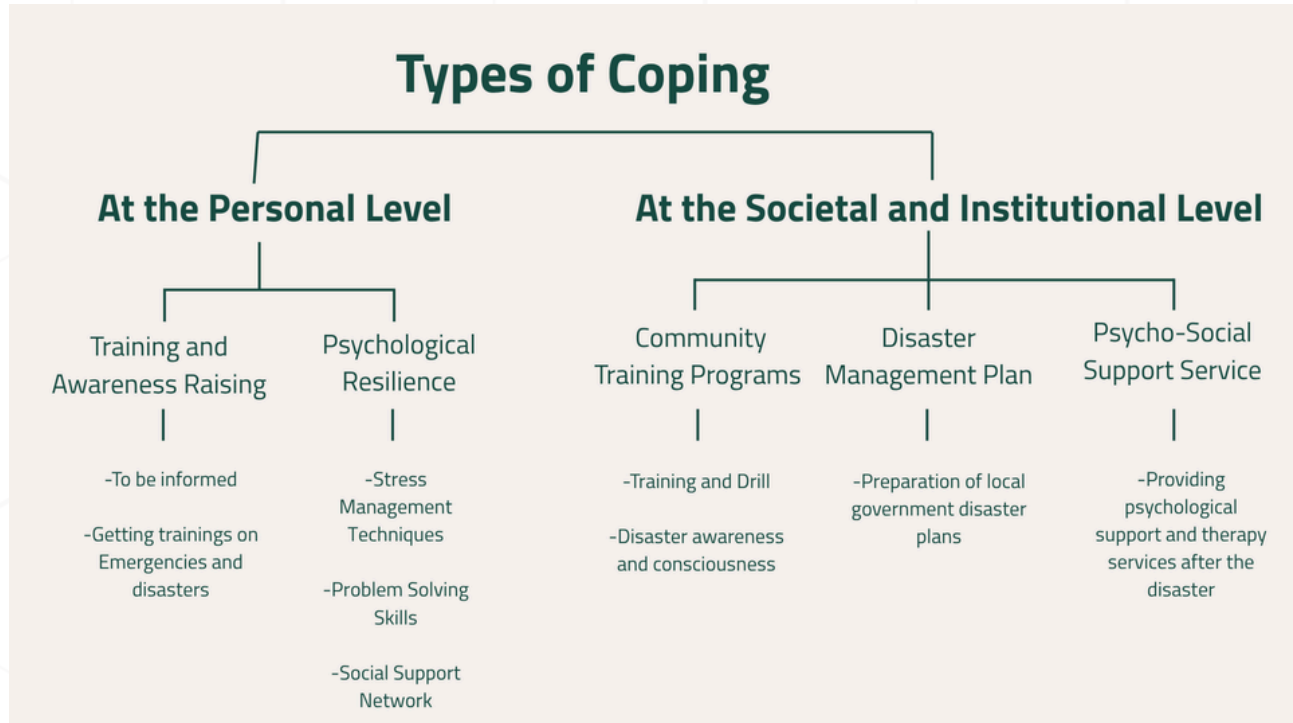 Types of Coping
At the Personal Level
At the Societal and Institutional Level
Training and
Awareness Raising
Psychological
Resilience
Community
Training Programs
Disaster
Management Plan
Psycho-Social
Support Service
-To be informed
-Getting trainings on
Emergencies and
disasters
-Stress
Management
Techniques
-Problem Solving
Skills
-Social Support
Network
-Training and Drill
-Disaster awareness
and consciousness
-Preparation of local
government disaster
plans
-Providing
psychological
support and therapy
services after the
disaster